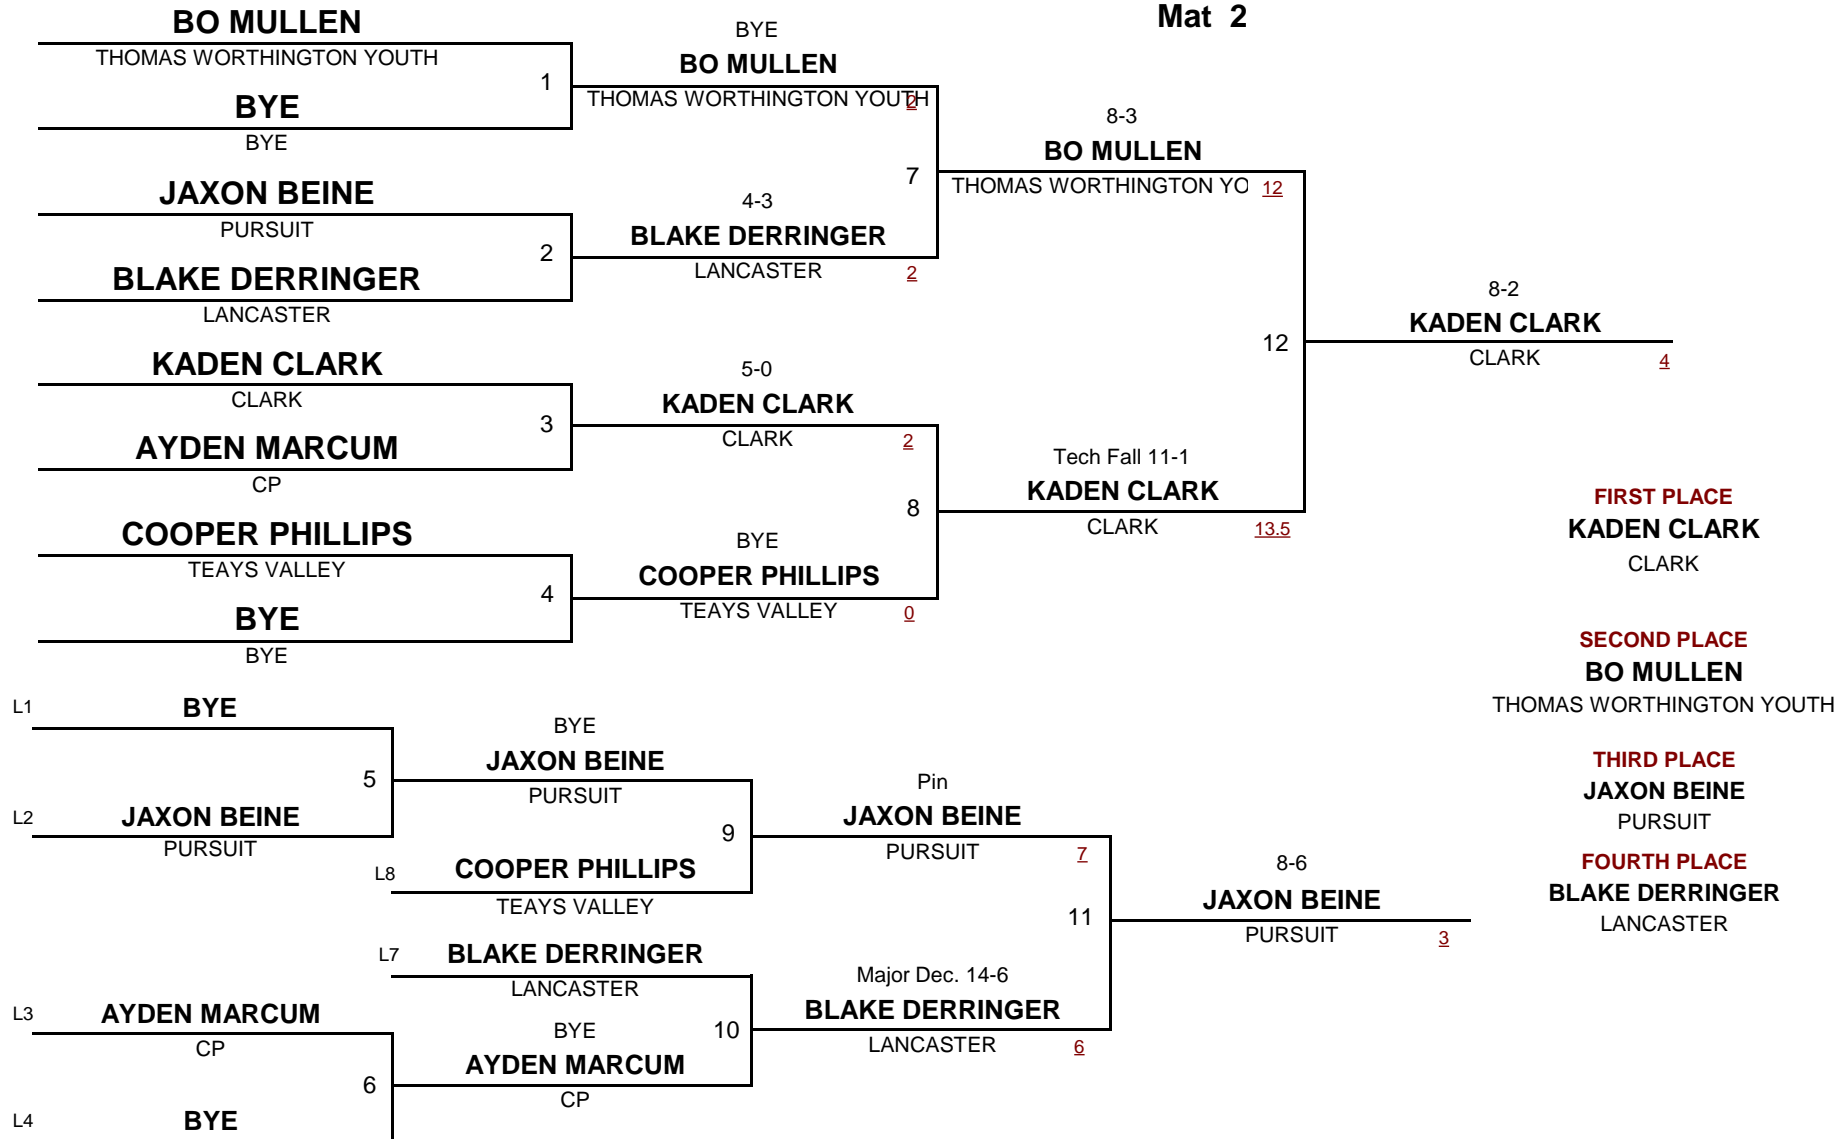 Mat 2
BO MULLEN
THOMAS WORTHINGTON YOUTH
1
BYE
BYE
JAXON BEINE
PURSUIT
2
BLAKE DERRINGER
LANCASTER
KADEN CLARK
CLARK
3
AYDEN MARCUM
CP
COOPER PHILLIPS
TEAYS VALLEY
4
BYE
BYE
BYE
BO MULLEN
THOMAS WORTHINGTON YOUTH 2
7
4-3
BLAKE DERRINGER
LANCASTER 2
5-0
KADEN CLARK
CLARK 2
8
BYE
COOPER PHILLIPS
TEAYS VALLEY 0
8-3
BO MULLEN
THOMAS WORTHINGTON YO 12
12
Tech Fall 11-1
KADEN CLARK
CLARK 13.5
8-2
KADEN CLARK
CLARK 4
FIRST PLACE
KADEN CLARK
CLARK
SECOND PLACE
BO MULLEN
THOMAS WORTHINGTON YOUTH
THIRD PLACE
JAXON BEINE
PURSUIT
FOURTH PLACE
BLAKE DERRINGER
LANCASTER
L1 BYE
5
L2 JAXON BEINE
PURSUIT
BYE
JAXON BEINE
PURSUIT
9
L8 COOPER PHILLIPS
TEAYS VALLEY
L7 BLAKE DERRINGER
LANCASTER
10
BYE
AYDEN MARCUM
CP
L3 AYDEN MARCUM
CP
6
L4 BYE
Pin
JAXON BEINE
PURSUIT 7
11
Major Dec. 14-6
BLAKE DERRINGER
LANCASTER 6
8-6
JAXON BEINE
PURSUIT 3